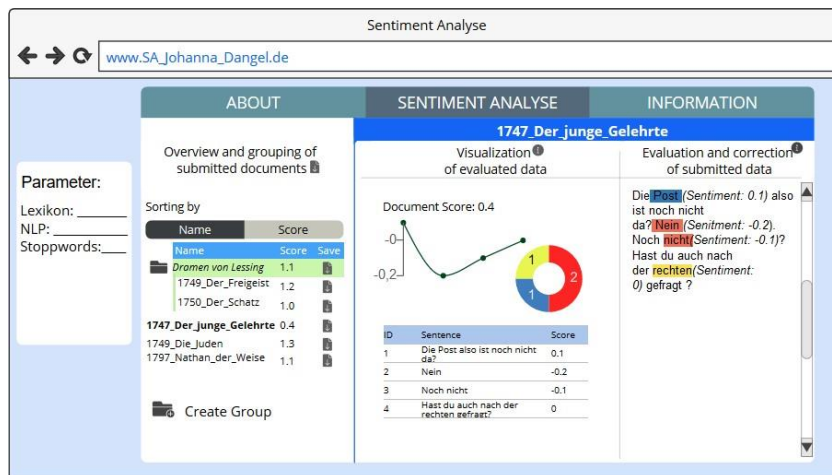 Sentiment Analyse
www.SA_Johanna_Dangel.de
ABOUT
SENTIMENT ANALYSE
INFORMATION
Parameter:
Lexikon: ________
NLP: ________
Stoppwords:____
Overview and grouping of
submitted documents
Sorting by
Name Score
Name Score Save
Dramen von Lessing 1.1
1749_Der_Freigeist 1.2
1750_Der_Schatz 1.0
1747_Der_junge_Gelehrte 0.4
1749_Die_Juden 1.3
1797_Nathan_der_Weise 1.1
Create Group
1747_Der_junge_Gelehrte
Visualization
of evaluated data
Document Score: 0.4
-0
-0,2
1
2
1
ID Sentence Score
1 Die Post also ist noch nicht
da? 0.1
2 Nein -0.2
3 Noch nicht -0.1
4 Hast du auch nach der
rechten gefragt? 0
Evaluation and correction
of submitted data
Die Post (Sentiment: 0.1) also
ist noch nicht
da? Nein (Senitment: -0.2).
Noch nicht(Sentiment: -0.1)?
Hast du auch nach
der rechten(Sentiment:
0) gefragt ?